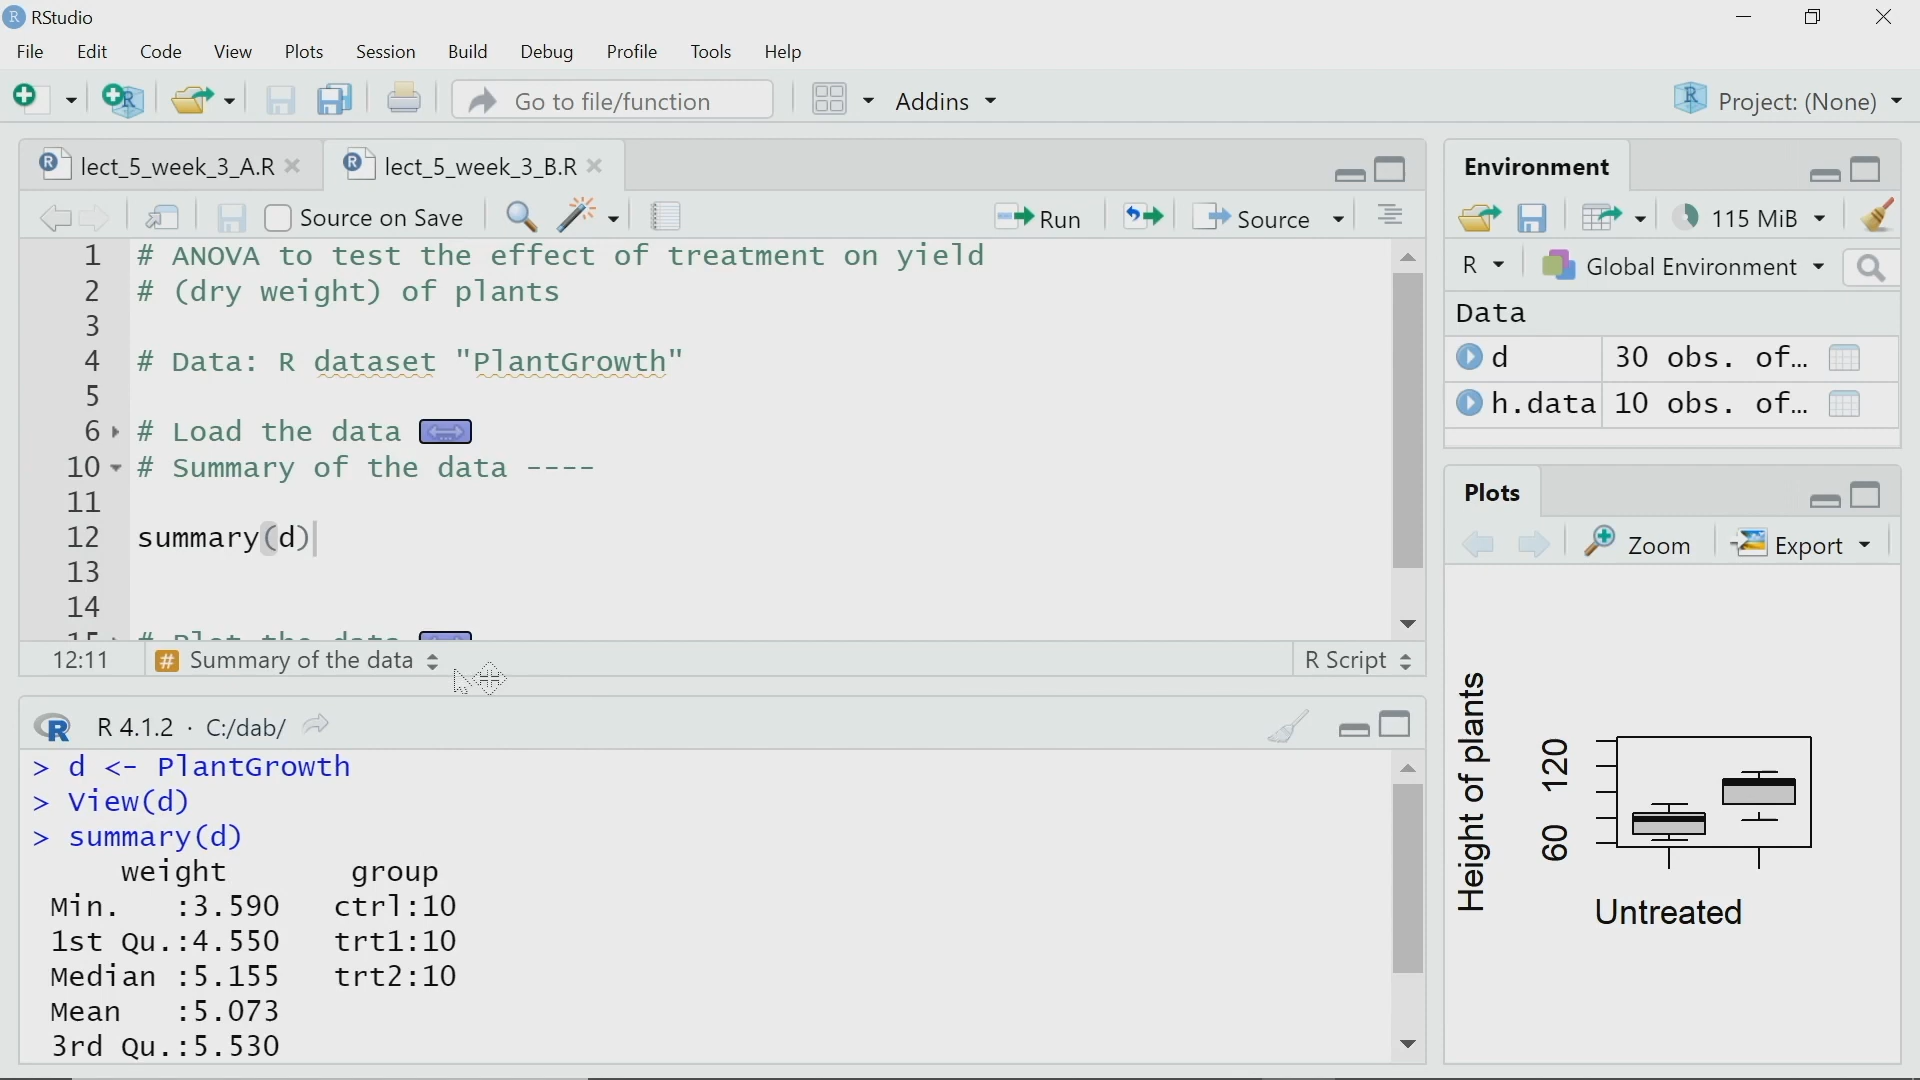 RStudio
File Edit Code View Plots Session Build Debug Profile Tools Help
Go to file/function Addins Project: (None)
lect_5_week_3_A.R lect_5_week_3_B.R
Source on Save Run Source
1 # ANOVA to test the effect of treatment on yield
2 # (dry weight) of plants
3
4 # Data: R dataset "PlantGrowth"
5
6 # Load the data
10 # Summary of the data ----
11
12 summary(d)
13
14
15 # Plot the data
12:11 # Summary of the data R Script
R 4.1.2 · C:/dab/
> d <- PlantGrowth
> View(d)
> summary(d)
weight group
Min. :3.590 ctrl:10
1st Qu.:4.550 trt1:10
Median :5.155 trt2:10
Mean :5.073
3rd Qu.:5.530
Environment
115 MiB
R Global Environment
Data
d 30 obs. of…
h.data 10 obs. of…
Plots
Zoom Export
Height of plants
60 120
Untreated